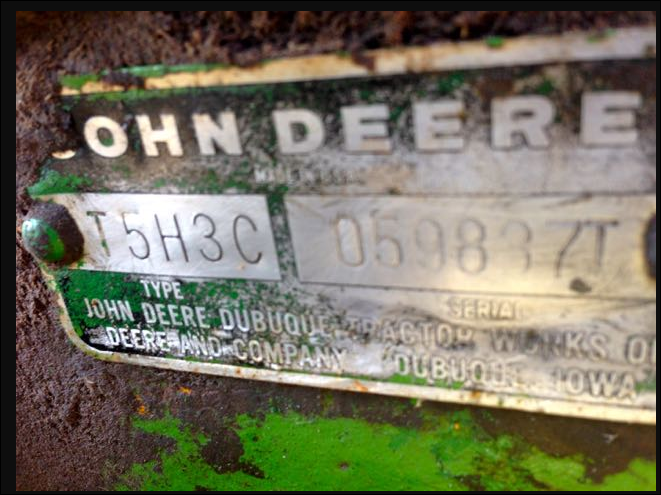 JOHN DEERE
T5H3C 059837T
TYPE SERIAL
JOHN DEERE DUBUQUE TRACTOR WORKS OF
DEERE AND COMPANY DUBUQUE IOWA